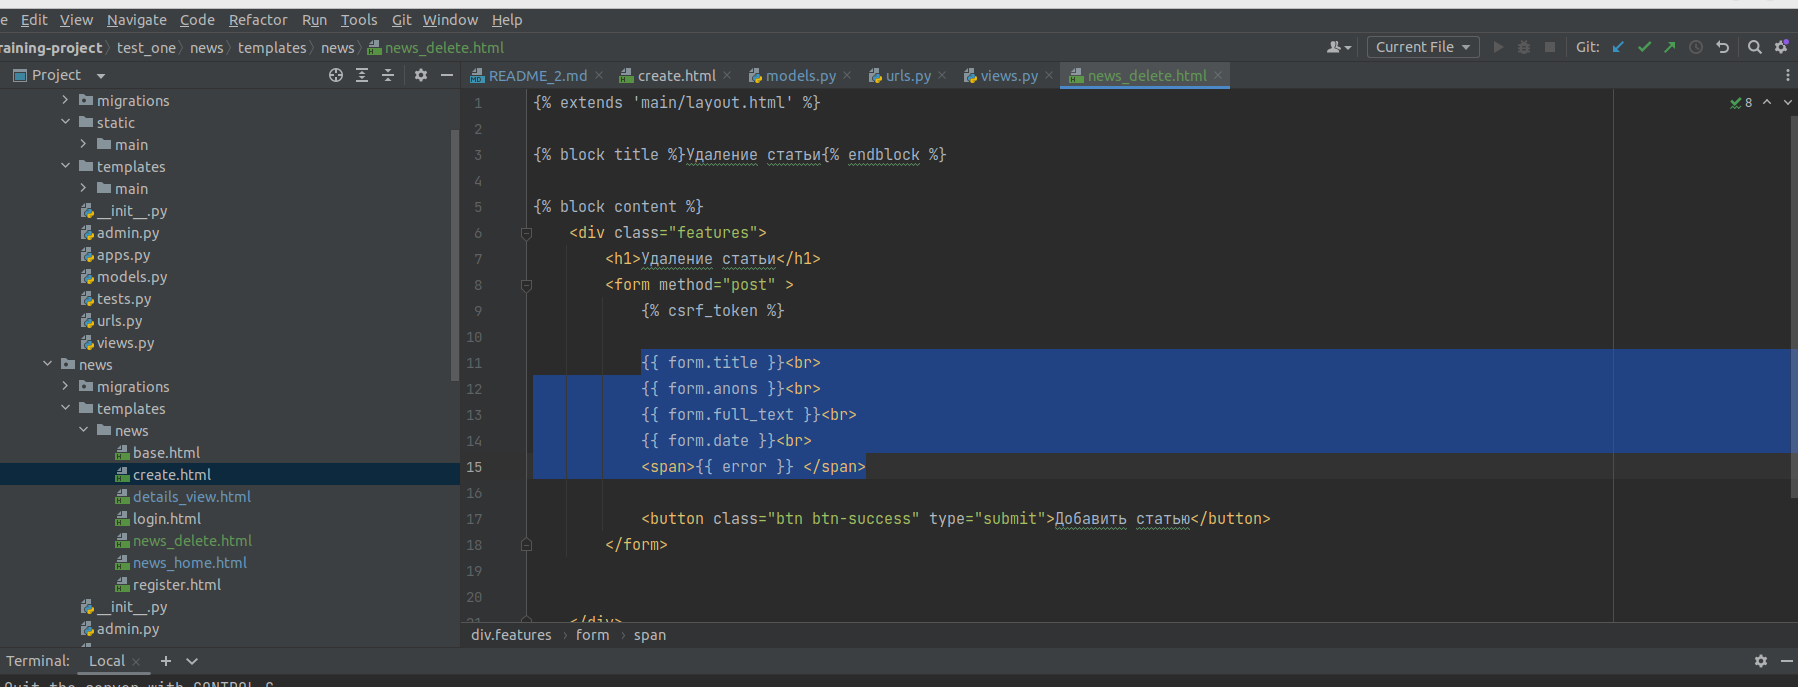 e Edit View Navigate Code Refactor Run Tools Git Window Help
raining-project test_one news templates news news_delete.html
Current File Git:
Project
README_2.md create.html models.py urls.py views.py news_delete.html
migrations
static
main
templates
main
__init__.py
admin.py
apps.py
models.py
tests.py
urls.py
views.py
news
migrations
templates
news
base.html
create.html
details_view.html
login.html
news_delete.html
news_home.html
register.html
__init__.py
admin.py
8
1 {% extends 'main/layout.html' %}
2
3 {% block title %}Удаление статьи{% endblock %}
4
5 {% block content %}
6 <div class="features">
7 <h1>Удаление статьи</h1>
8 <form method="post" >
9 {% csrf_token %}
10
11 {{ form.title }}<br>
12 {{ form.anons }}<br>
13 {{ form.full_text }}<br>
14 {{ form.date }}<br>
15 <span>{{ error }} </span>
16
17 <button class="btn btn-success" type="submit">Добавить статью</button>
18 </form>
19
20
21 </div>
div.features form span
Terminal: Local
Quit the server with CONTROL-C